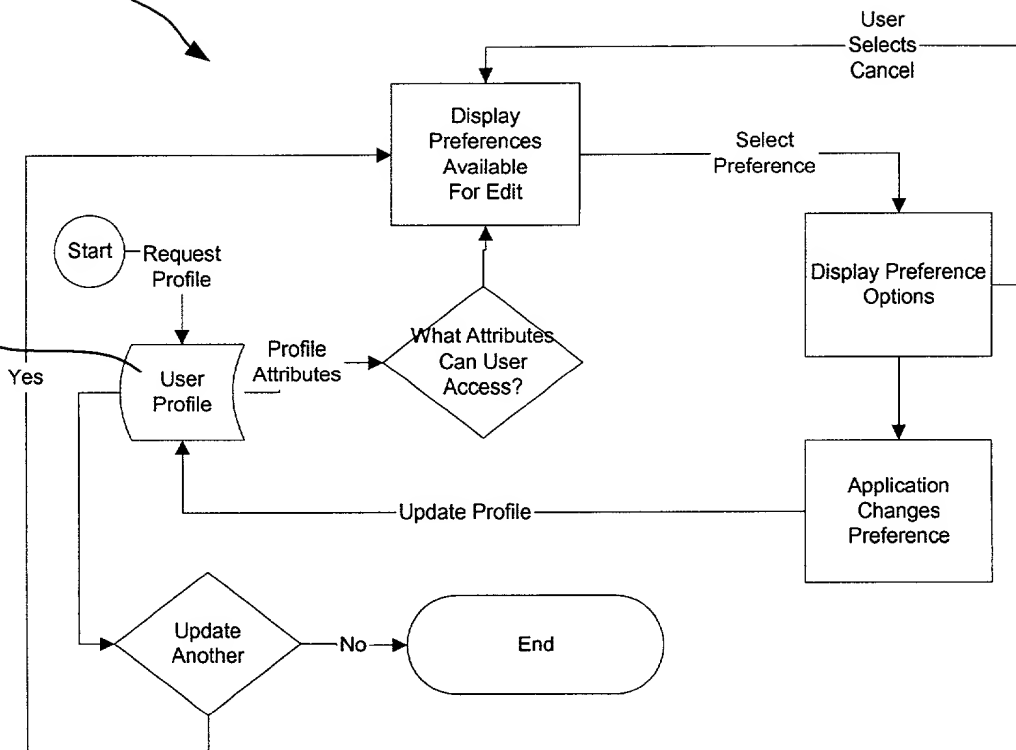 User
Selects
Cancel
Display
Preferences
Available
For Edit
Select
Preference
Start
Request
Profile
Display Preference
Options
What Attributes
Can User
Access?
Profile
Attributes
Yes
User
Profile
Application
Changes
Preference
Update Profile
Update
Another
No
End